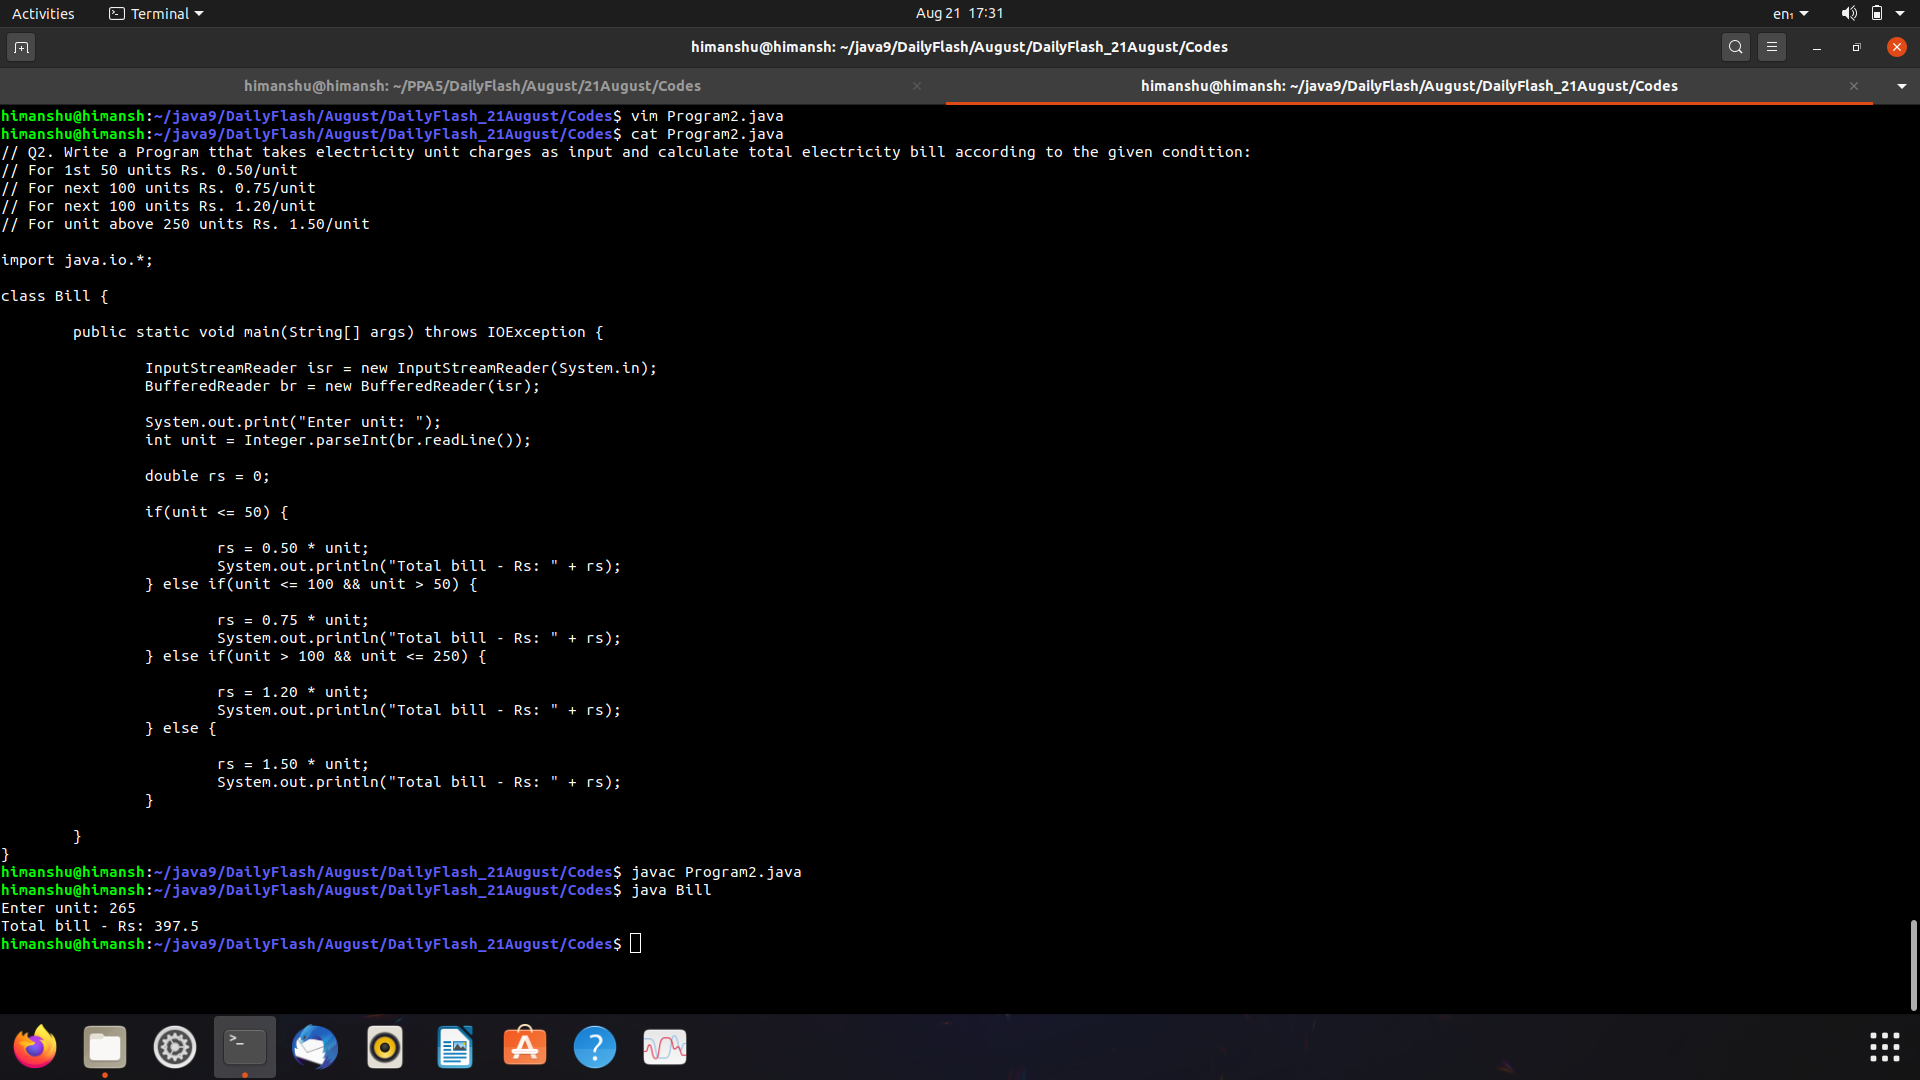 Activities Terminal Aug 21 17:31 en₁
himanshu@himansh: ~/java9/DailyFlash/August/DailyFlash_21August/Codes
himanshu@himansh: ~/PPA5/DailyFlash/August/21August/Codes himanshu@himansh: ~/java9/DailyFlash/August/DailyFlash_21August/Codes
himanshu@himansh:~/java9/DailyFlash/August/DailyFlash_21August/Codes$ vim Program2.java
himanshu@himansh:~/java9/DailyFlash/August/DailyFlash_21August/Codes$ cat Program2.java
// Q2. Write a Program tthat takes electricity unit charges as input and calculate total electricity bill according to the given condition:
// For 1st 50 units Rs. 0.50/unit
// For next 100 units Rs. 0.75/unit
// For next 100 units Rs. 1.20/unit
// For unit above 250 units Rs. 1.50/unit
import java.io.*;
class Bill {
public static void main(String[] args) throws IOException {
InputStreamReader isr = new InputStreamReader(System.in);
BufferedReader br = new BufferedReader(isr);
System.out.print("Enter unit: ");
int unit = Integer.parseInt(br.readLine());
double rs = 0;
if(unit <= 50) {
rs = 0.50 * unit;
System.out.println("Total bill - Rs: " + rs);
} else if(unit <= 100 && unit > 50) {
rs = 0.75 * unit;
System.out.println("Total bill - Rs: " + rs);
} else if(unit > 100 && unit <= 250) {
rs = 1.20 * unit;
System.out.println("Total bill - Rs: " + rs);
} else {
rs = 1.50 * unit;
System.out.println("Total bill - Rs: " + rs);
}
}
}
himanshu@himansh:~/java9/DailyFlash/August/DailyFlash_21August/Codes$ javac Program2.java
himanshu@himansh:~/java9/DailyFlash/August/DailyFlash_21August/Codes$ java Bill
Enter unit: 265
Total bill - Rs: 397.5
himanshu@himansh:~/java9/DailyFlash/August/DailyFlash_21August/Codes$